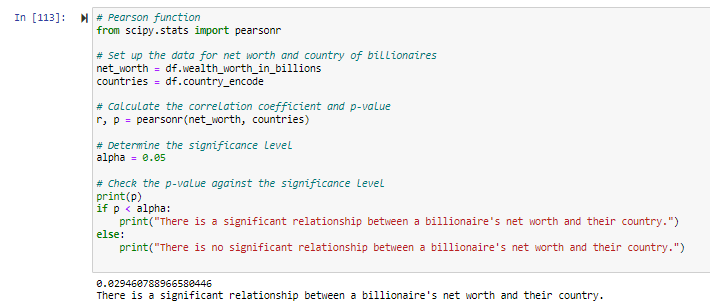 In [113]:
# Pearson function
from scipy.stats import pearsonr
# Set up the data for net worth and country of billionaires
net_worth = df.wealth_worth_in_billions
countries = df.country_encode
# Calculate the correlation coefficient and p-value
r, p = pearsonr(net_worth, countries)
# Determine the significance level
alpha = 0.05
# Check the p-value against the significance level
print(p)
if p < alpha:
    print("There is a significant relationship between a billionaire's net worth and their country.")
else:
    print("There is no significant relationship between a billionaire's net worth and their country.")
0.029460788966580446
There is a significant relationship between a billionaire's net worth and their country.